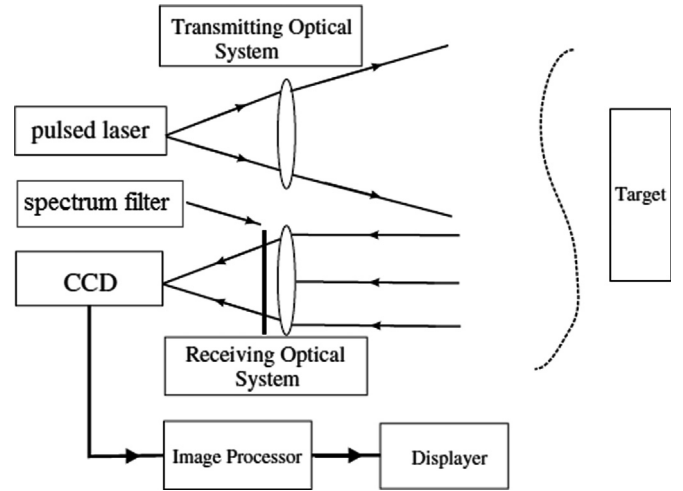 Transmitting Optical
System
pulsed laser
Target
spectrum filter
CCD
Receiving Optical
System
Image Processor
Displayer